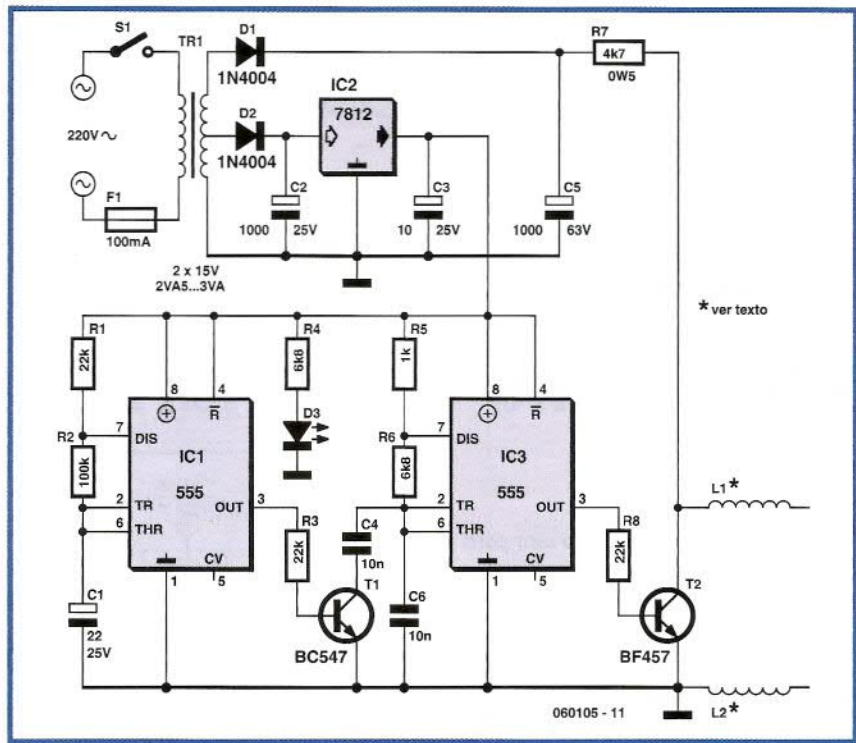 S1
TR1
D1
1N4004
R7
4k7
0W5
D2
1N4004
IC2
7812
220V~
F1
100mA
C2
1000
25V
C3
10
25V
C5
1000
63V
2 x 15V
2VA5...3VA
*ver texto
R1
22k
R4
6k8
R5
1k
8
4
R
D3
8
4
R
R2
100k
7
DIS
IC1
555
R6
6k8
7
DIS
IC3
555
L1*
2
TR
6
THR
OUT
3
R3
22k
C4
10n
2
TR
6
THR
OUT
3
R8
22k
CV
1
5
CV
1
5
C1
22
25V
T1
BC547
C6
10n
T2
BF457
060105 - 11
L2*